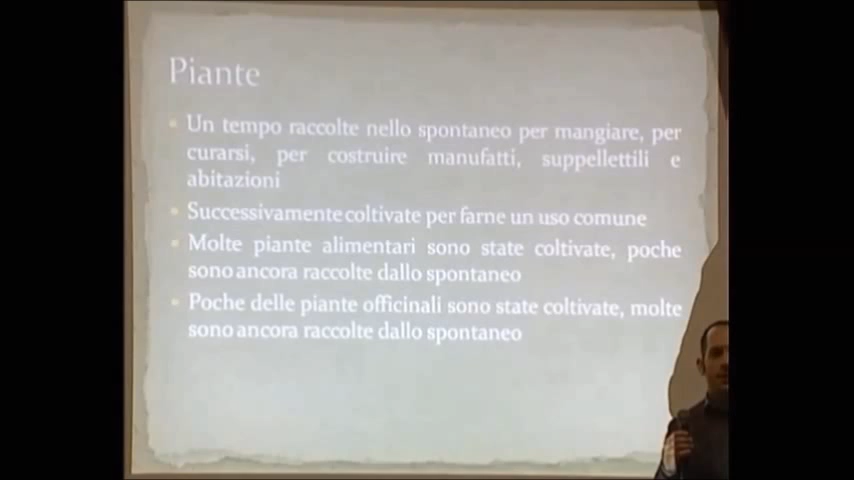 Piante
Un tempo raccolte nello spontaneo per mangiare, per
curarsi, per costruire manufatti, suppellettili e
abitazioni
Successivamente coltivate per farne un uso comune
Molte piante alimentari sono state coltivate, poche
sono ancora raccolte dallo spontaneo
Poche delle piante officinali sono state coltivate, molte
sono ancora raccolte dallo spontaneo